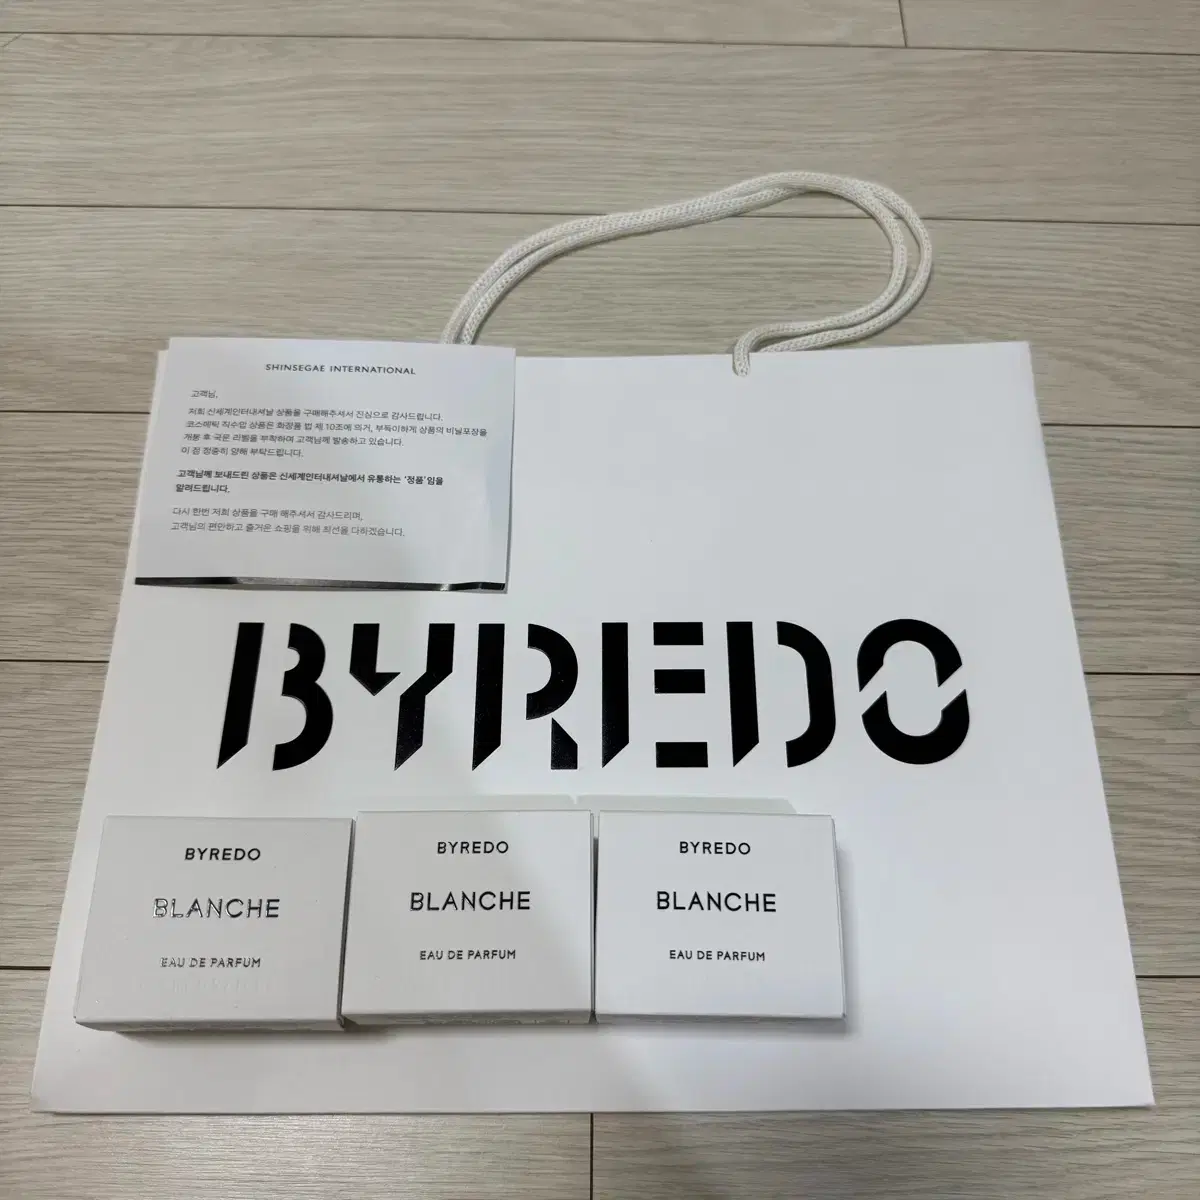 SHINSEGAE INTERNATIONAL
고객님,
저희 신세계인터내셔날 상품을 구매해주셔서 진심으로 감사드립니다.
코스메틱 직수입 상품은 화장품 법 제 10조에 의거, 부득이하게 상품의 비닐포장을
개봉 후 국문 라벨을 부착하여 고객님께 발송하고 있습니다.
이 점 정중히 양해 부탁드립니다.
고객님께 보내드린 상품은 신세계인터내셔날에서 유통하는 '정품'임을
알려드립니다.
다시 한번 저희 상품을 구매 해주셔서 감사드리며,
고객님의 편안하고 즐거운 쇼핑을 위해 최선을 다하겠습니다.
BYREDO
BYREDO
BLANCHE
EAU DE PARFUM
BYREDO
BLANCHE
EAU DE PARFUM
BYREDO
BLANCHE
EAU DE PARFUM